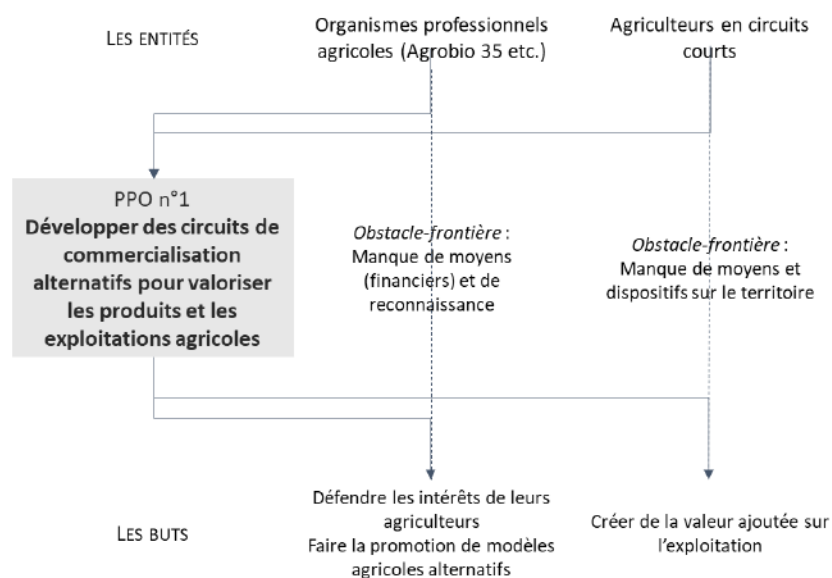 LES ENTITÉS
Organismes professionnels
agricoles (Agrobio 35 etc.)
Agriculteurs en circuits
courts
PPO n°1
Développer des circuits de
commercialisation
alternatifs pour valoriser
les produits et les
exploitations agricoles
Obstacle-frontière :
Manque de moyens
(financiers) et de
reconnaissance
Obstacle-frontière :
Manque de moyens et
dispositifs sur le territoire
LES BUTS
Défendre les intérêts de leurs
agriculteurs
Faire la promotion de modèles
agricoles alternatifs
Créer de la valeur ajoutée sur
l'exploitation